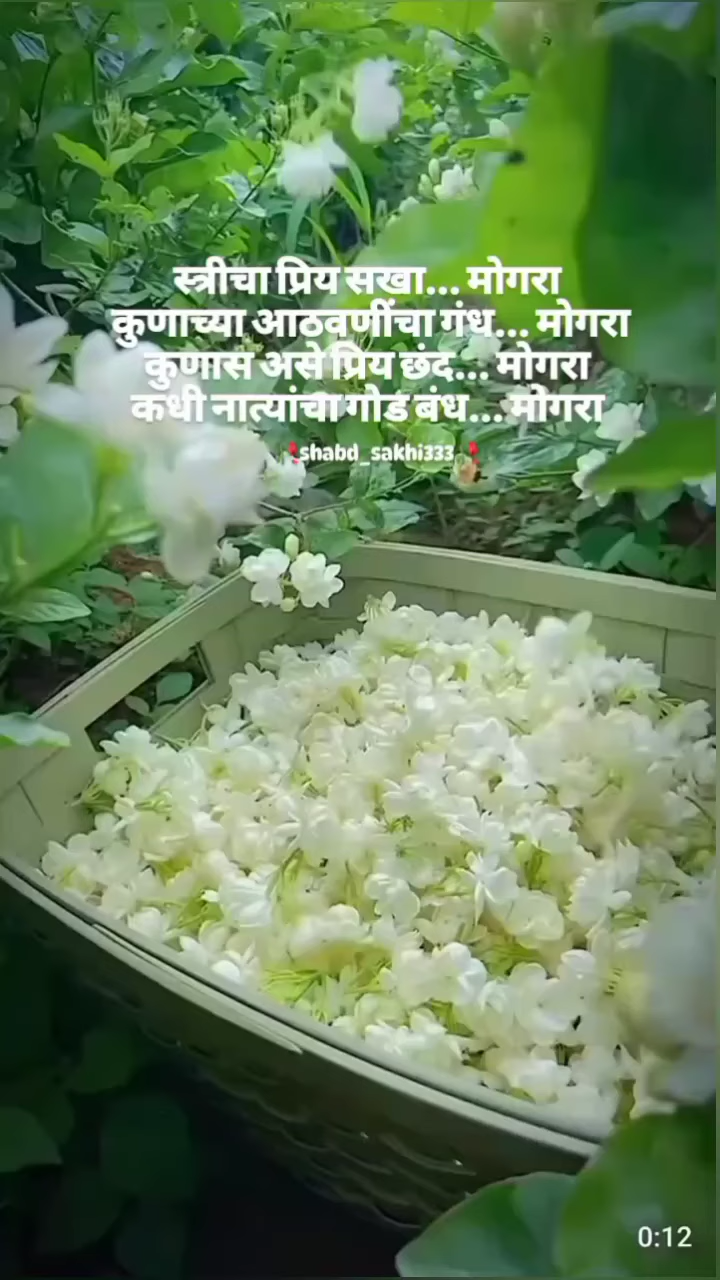 स्त्रीचा प्रिय सखा... मोगरा
कुणाच्या आठवणींचा गंध... मोगरा
कुणास असे प्रिय छंद... मोगरा
कधी नात्यांचा गोड बंध... मोगरा
shabd_sakhi333
0:12